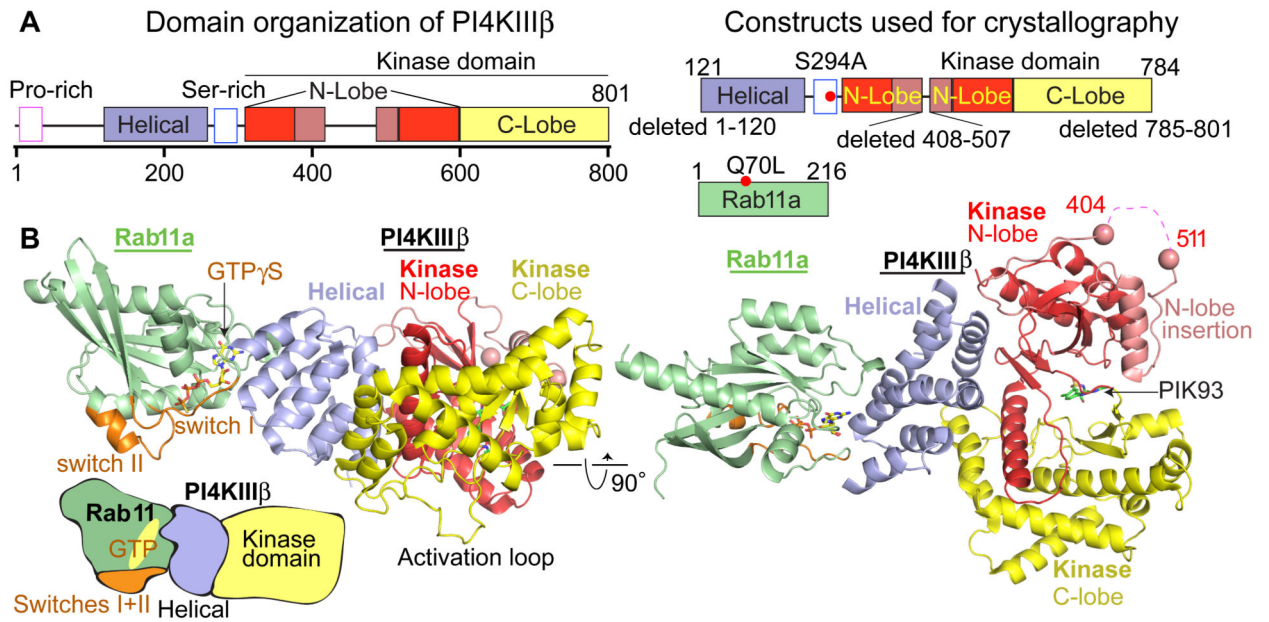 A
Domain organization of PI4KIIIβ
Constructs used for crystallography
Kinase domain
Pro-rich
Ser-rich
N-Lobe
801
Helical
C-Lobe
1
200
400
600
800
S294A
121
Kinase domain
784
Helical
N-Lobe
N-Lobe
C-Lobe
deleted 1-120
deleted 408-507
deleted 785-801
1
Q70L
216
Rab11a
B
Rab11a
GTPγS
PI4KIIIβ
Helical
Kinase
N-lobe
Kinase
C-lobe
switch I
switch II
Activation loop
90°
Rab11
GTP
PI4KIIIβ
Kinase
domain
Switches I+II
Helical
Rab11a
PI4KIIIβ
Helical
Kinase
N-lobe
404
511
N-lobe
insertion
PIK93
Kinase
C-lobe